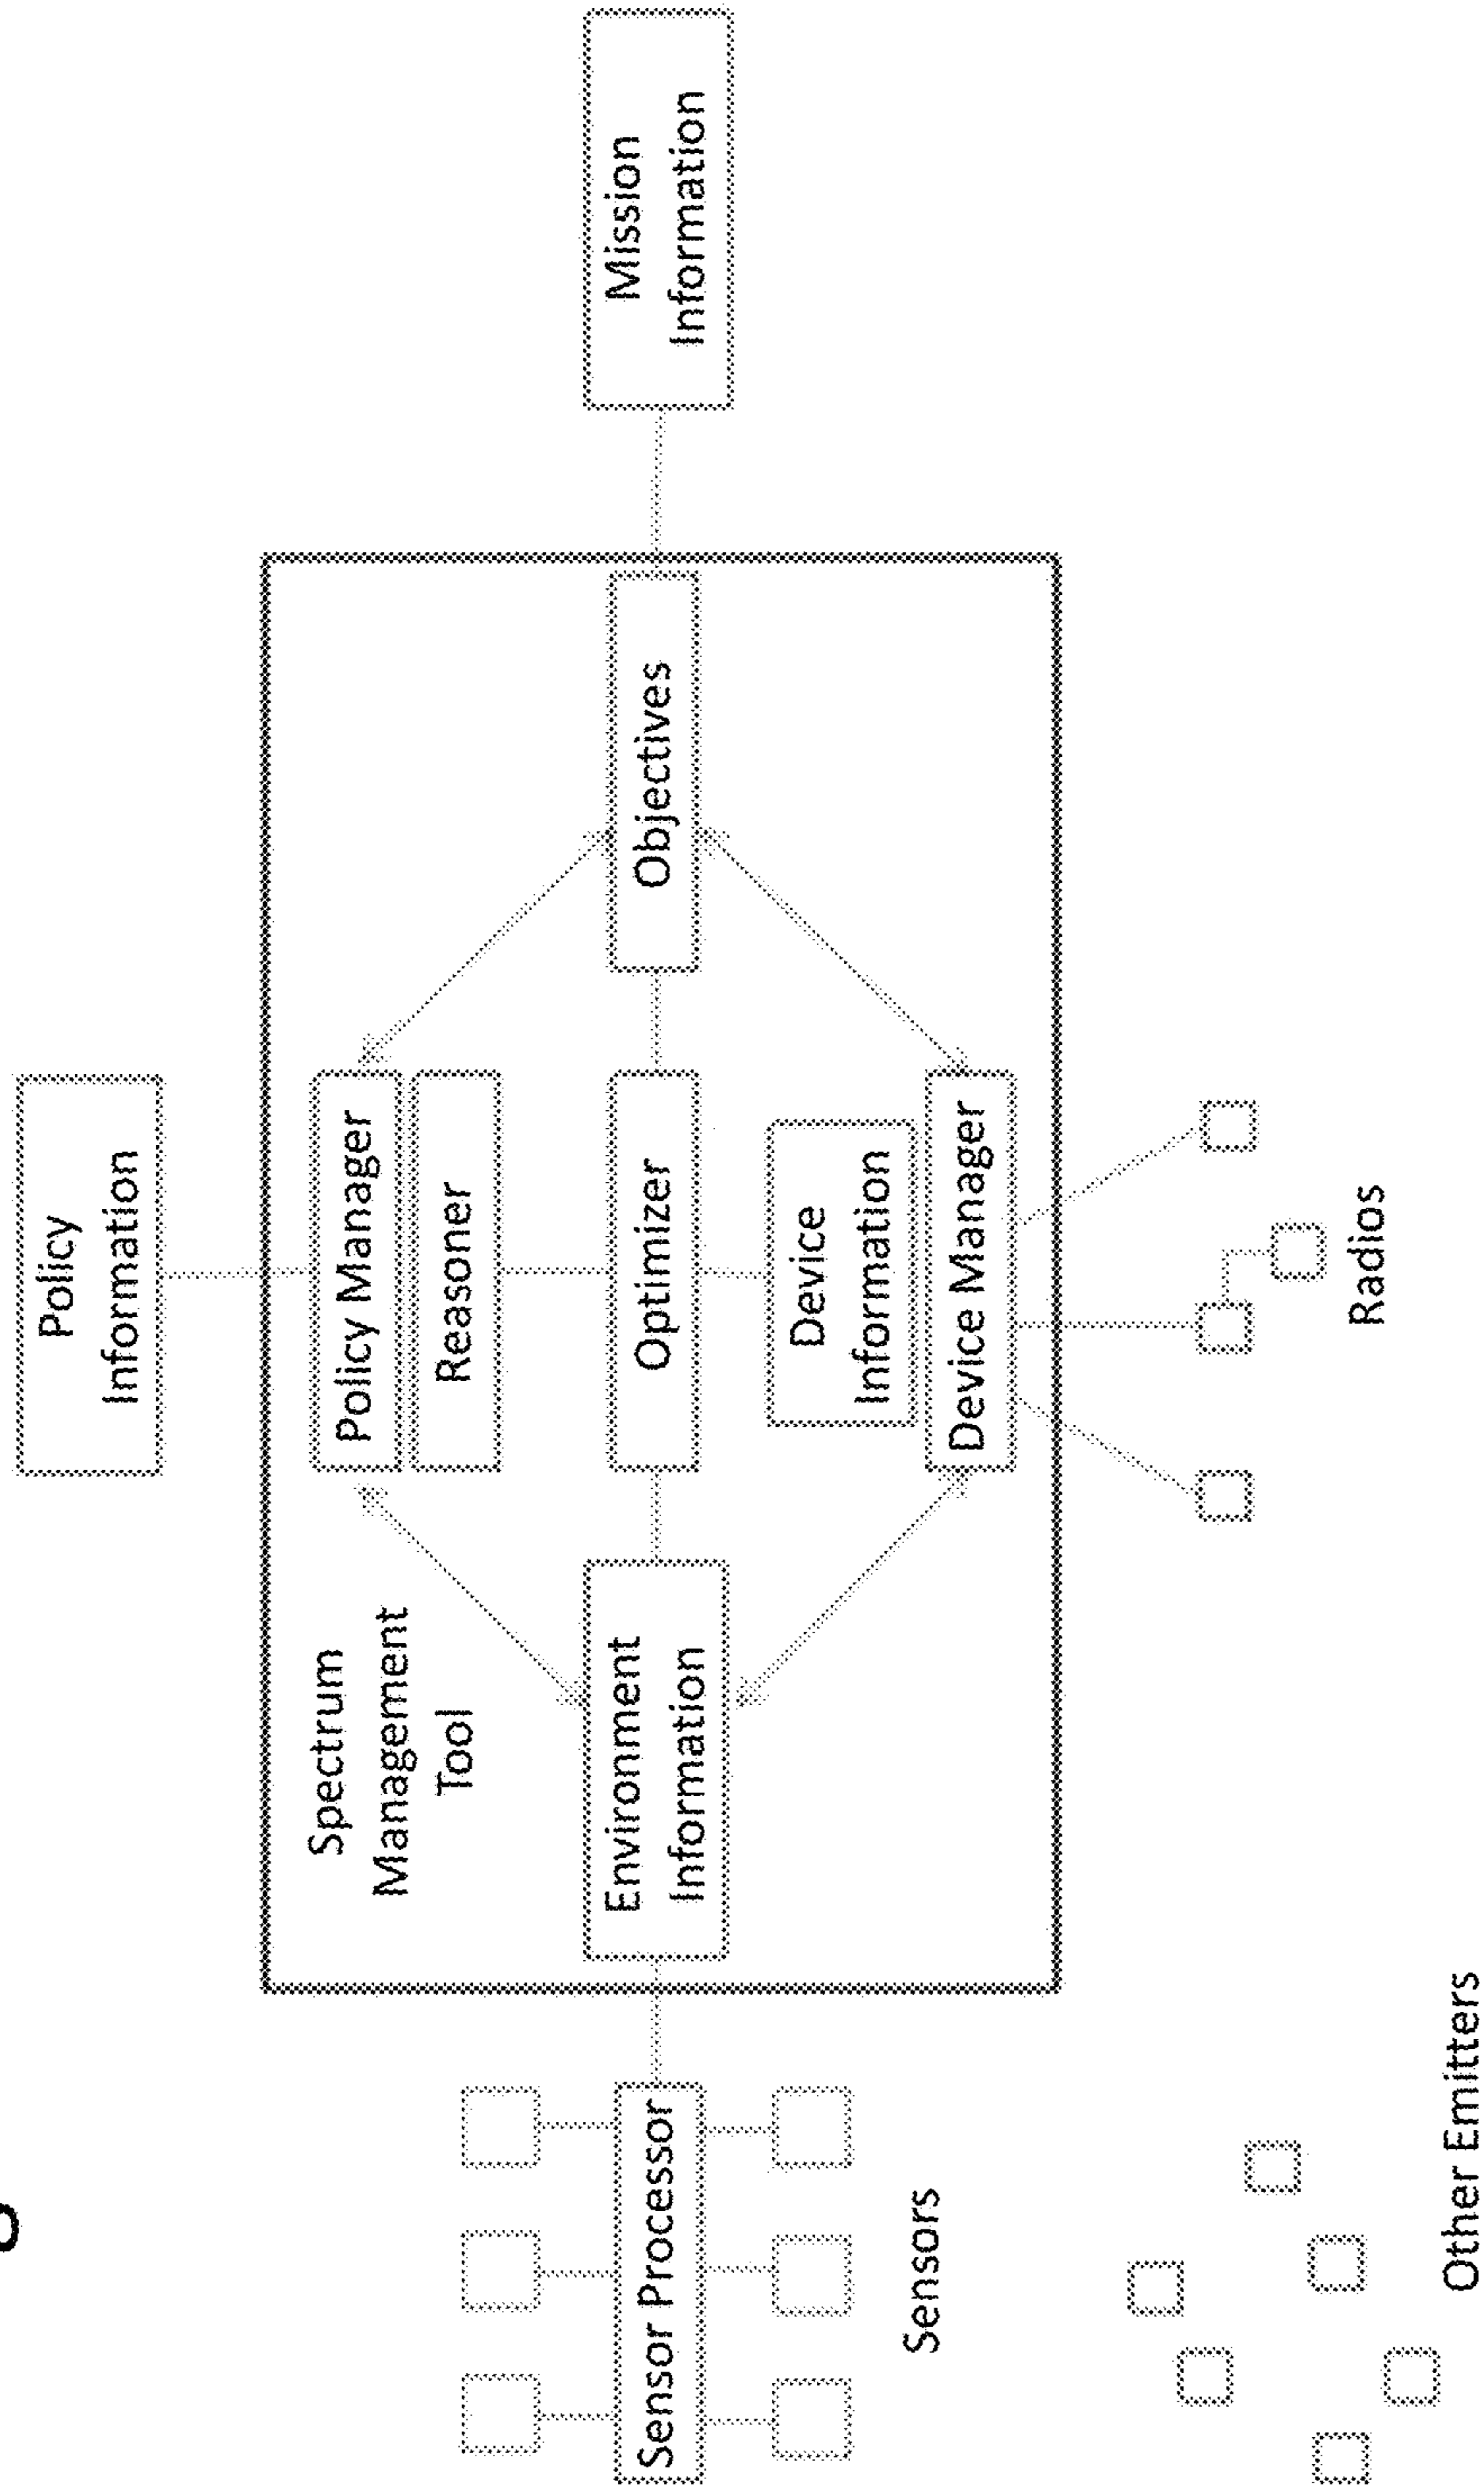 Policy
Information
Spectrum
Management
Tool
Policy Manager
Reasoner
Mission
Information
Environment
Information
Optimizer
Objectives
Sensor Processor
Device
Information
Device Manager
Sensors
Radios
Other Emitters